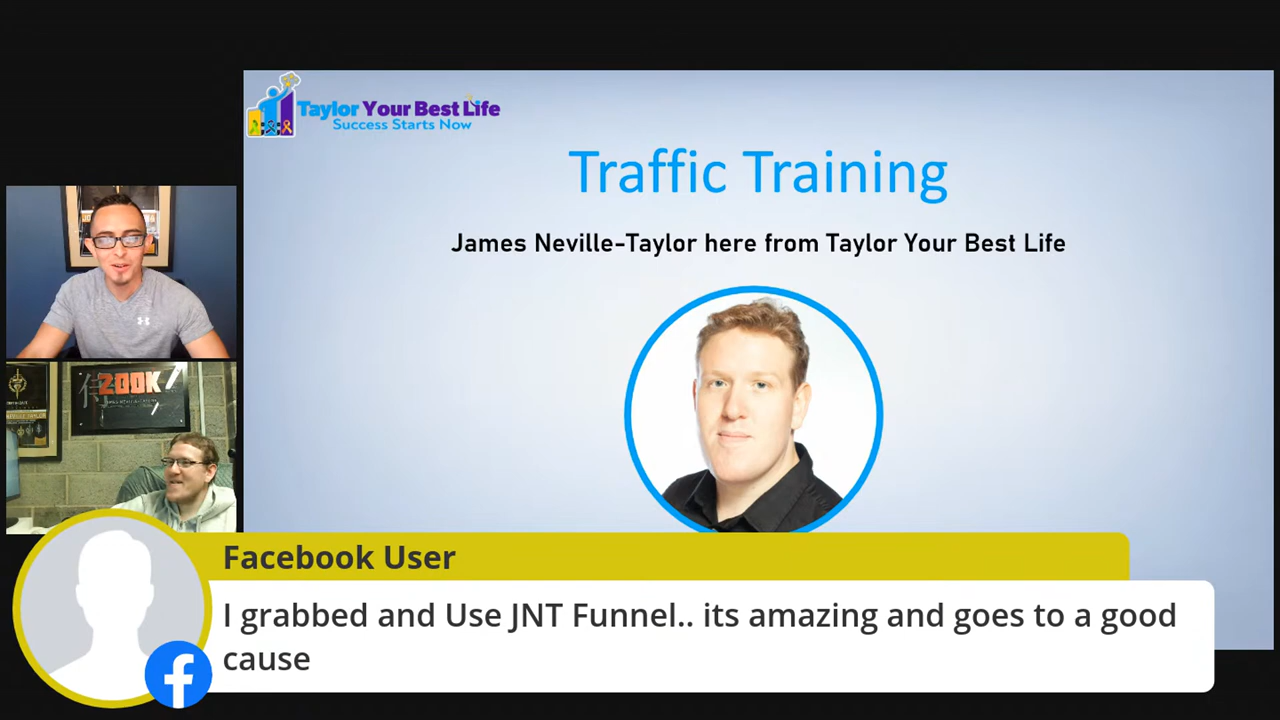 Taylor Your Best Life
Success Starts Now
Traffic Training
James Neville-Taylor here from Taylor Your Best Life
200K
Facebook User
I grabbed and Use JNT Funnel.. its amazing and goes to a good
cause